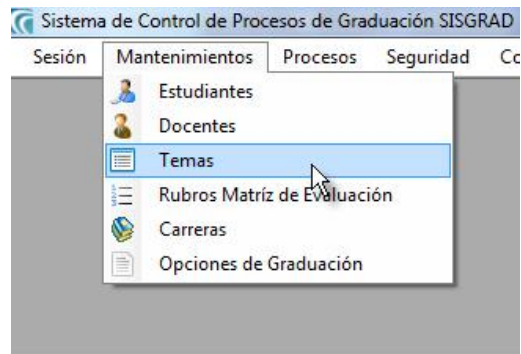 Sistema de Control de Procesos de Graduación SISGRAD
Sesión Mantenimientos Procesos Seguridad
Estudiantes
Docentes
Temas
Rubros Matríz de Evaluación
Carreras
Opciones de Graduación